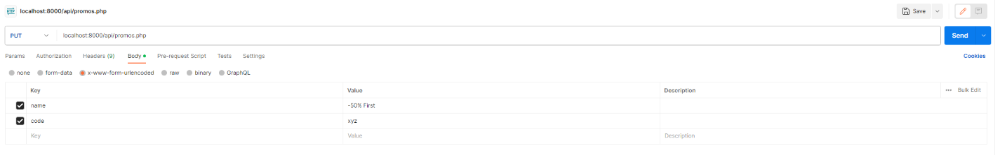 HTTP localhost:8000/api/promos.php Save
PUT localhost:8000/api/promos.php Send
Params Authorization Headers (9) Body Pre-request Script Tests Settings Cookies
none form-data x-www-form-urlencoded raw binary GraphQL
Key Value Description ••• Bulk Edit
name -50% First
code xyz
Key Value Description